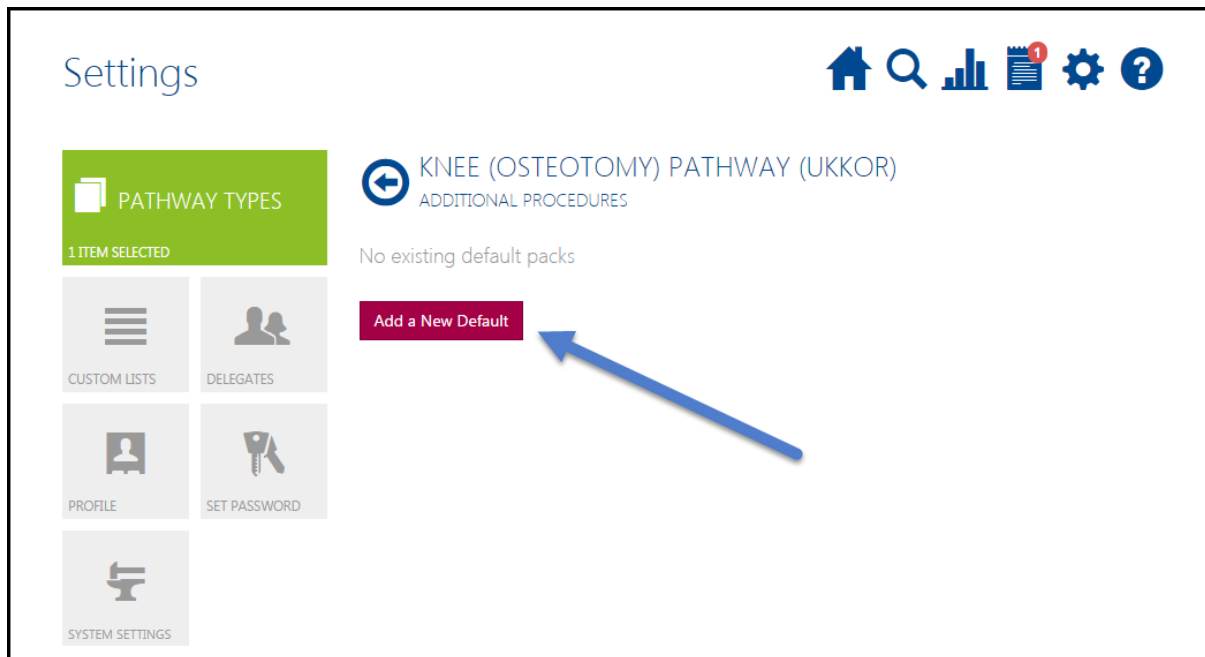 Settings
1
?
PATHWAY TYPES
1 ITEM SELECTED
KNEE (OSTEOTOMY) PATHWAY (UKKOR)
ADDITIONAL PROCEDURES
No existing default packs
Add a New Default
CUSTOM LISTS
DELEGATES
PROFILE
SET PASSWORD
SYSTEM SETTINGS